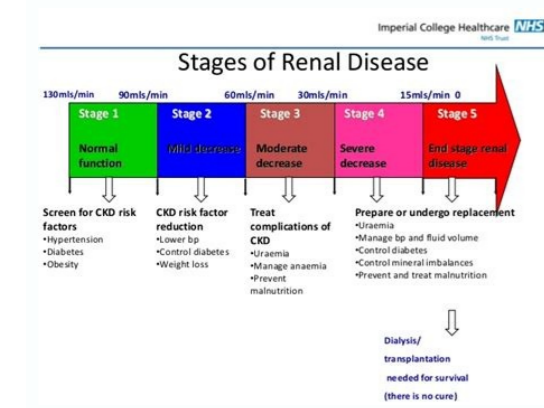 Imperial College Healthcare NHS
NHS Trust
Stages of Renal Disease
130mls/min 90mls/min 60mls/min 30mls/min 15mls/min 0
Stage 1 Stage 2 Stage 3 Stage 4 Stage 5
Normal function
Mild decrease
Moderate decrease
Severe decrease
End stage renal disease
Screen for CKD risk
factors
•Hypertension
•Diabetes
•Obesity
CKD risk factor
reduction
•Lower bp
•Control diabetes
•Weight loss
Treat
complications of
CKD
•Uraemia
•Manage anaemia
•Prevent
malnutrition
Prepare or undergo replacement
•Uraemia
•Manage bp and fluid volume
•Control diabetes
•Control mineral imbalances
•Prevent and treat malnutrition
Dialysis/
transplantation
needed for survival
(there is no cure)